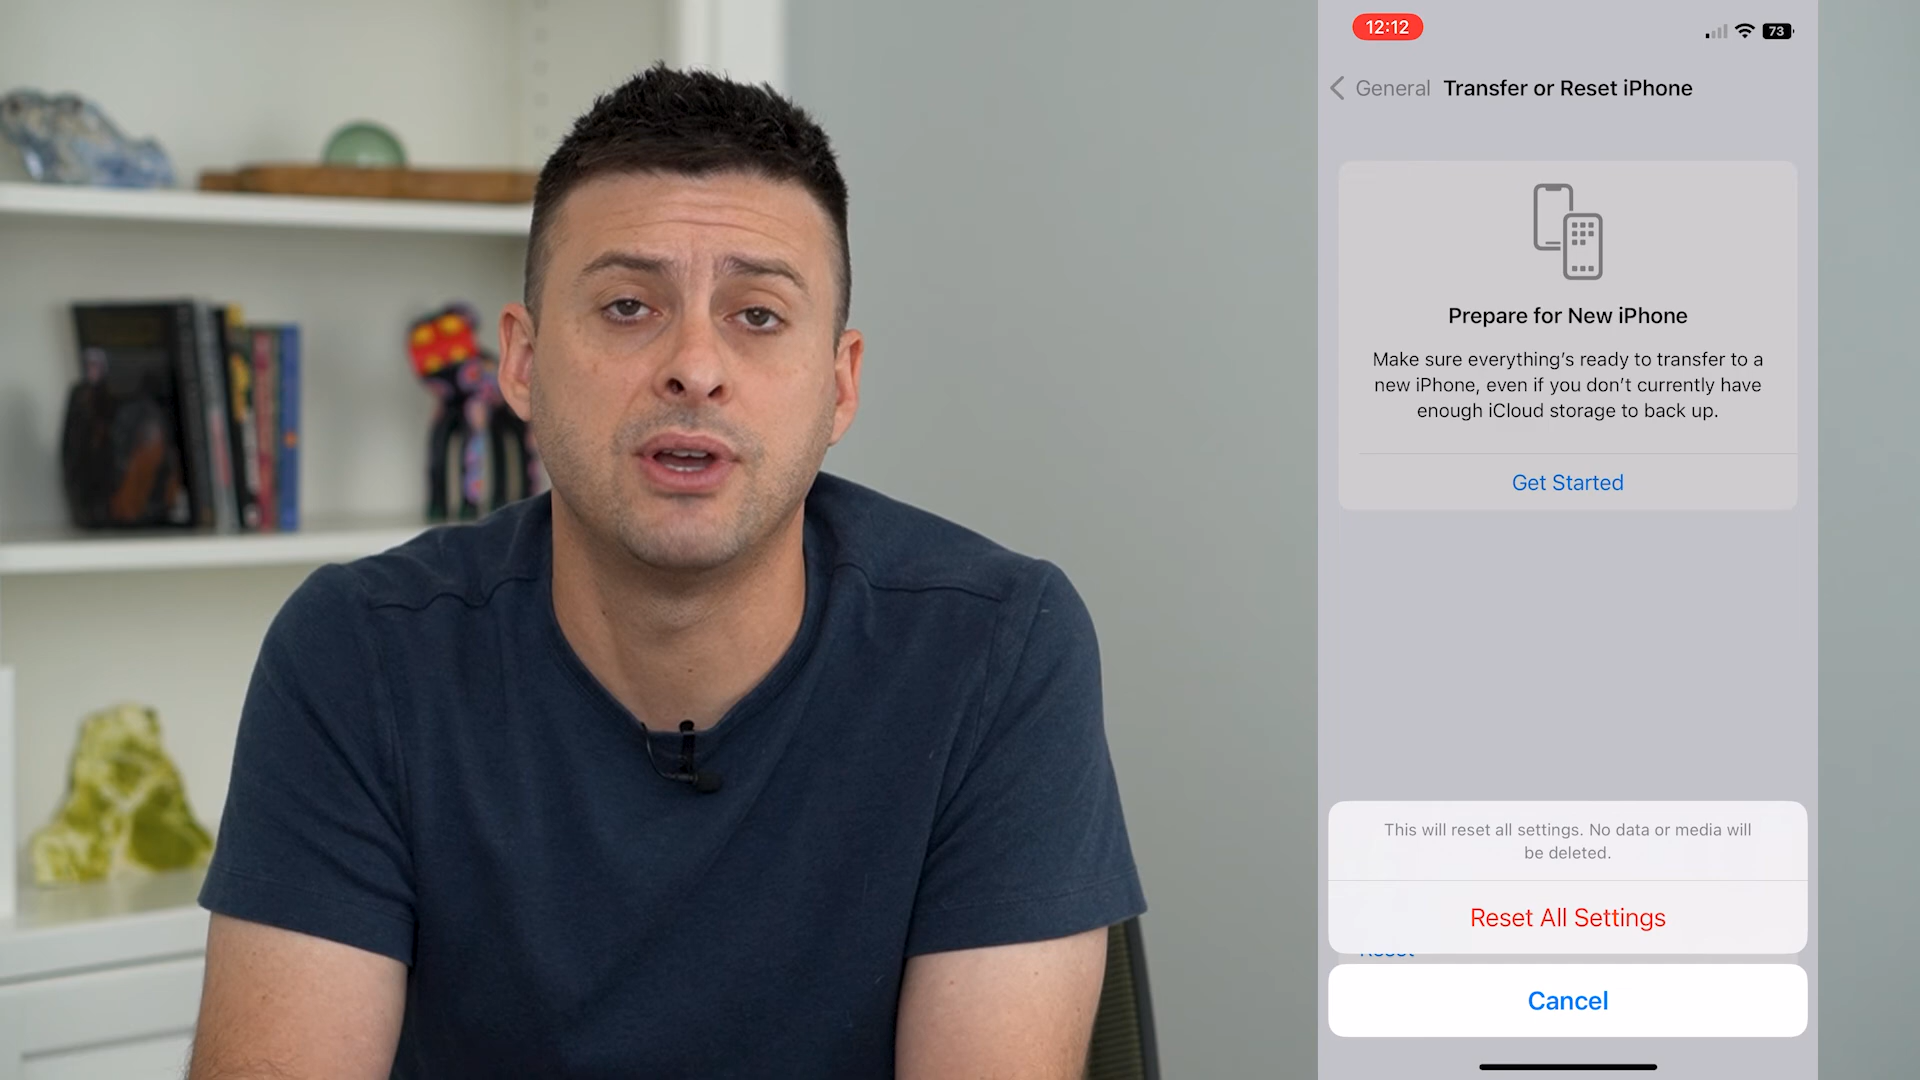 12:12
73
General Transfer or Reset iPhone
Prepare for New iPhone
Make sure everything's ready to transfer to a
new iPhone, even if you don't currently have
enough iCloud storage to back up.
Get Started
This will reset all settings. No data or media will
be deleted.
Reset All Settings
Cancel